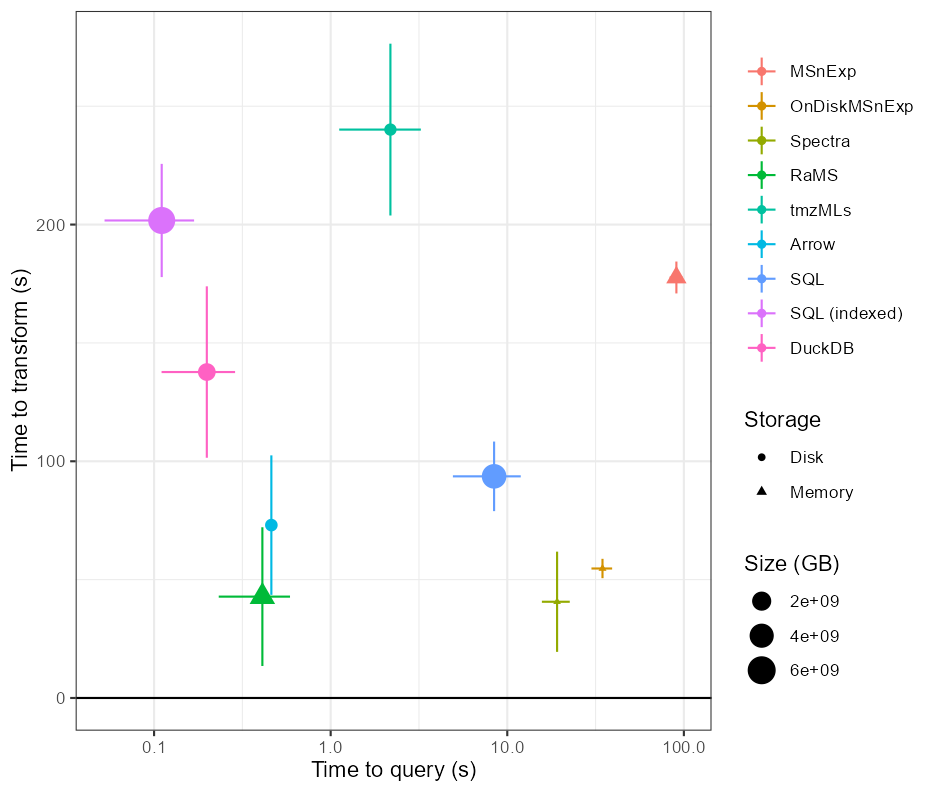 Time to transform (s)
200
100
0
0.1
1.0
10.0
100.0
Time to query (s)
MSnExp
OnDiskMSnExp
Spectra
RaMS
tmzMLs
Arrow
SQL
SQL (indexed)
DuckDB
Storage
Disk
Memory
Size (GB)
2e+09
4e+09
6e+09